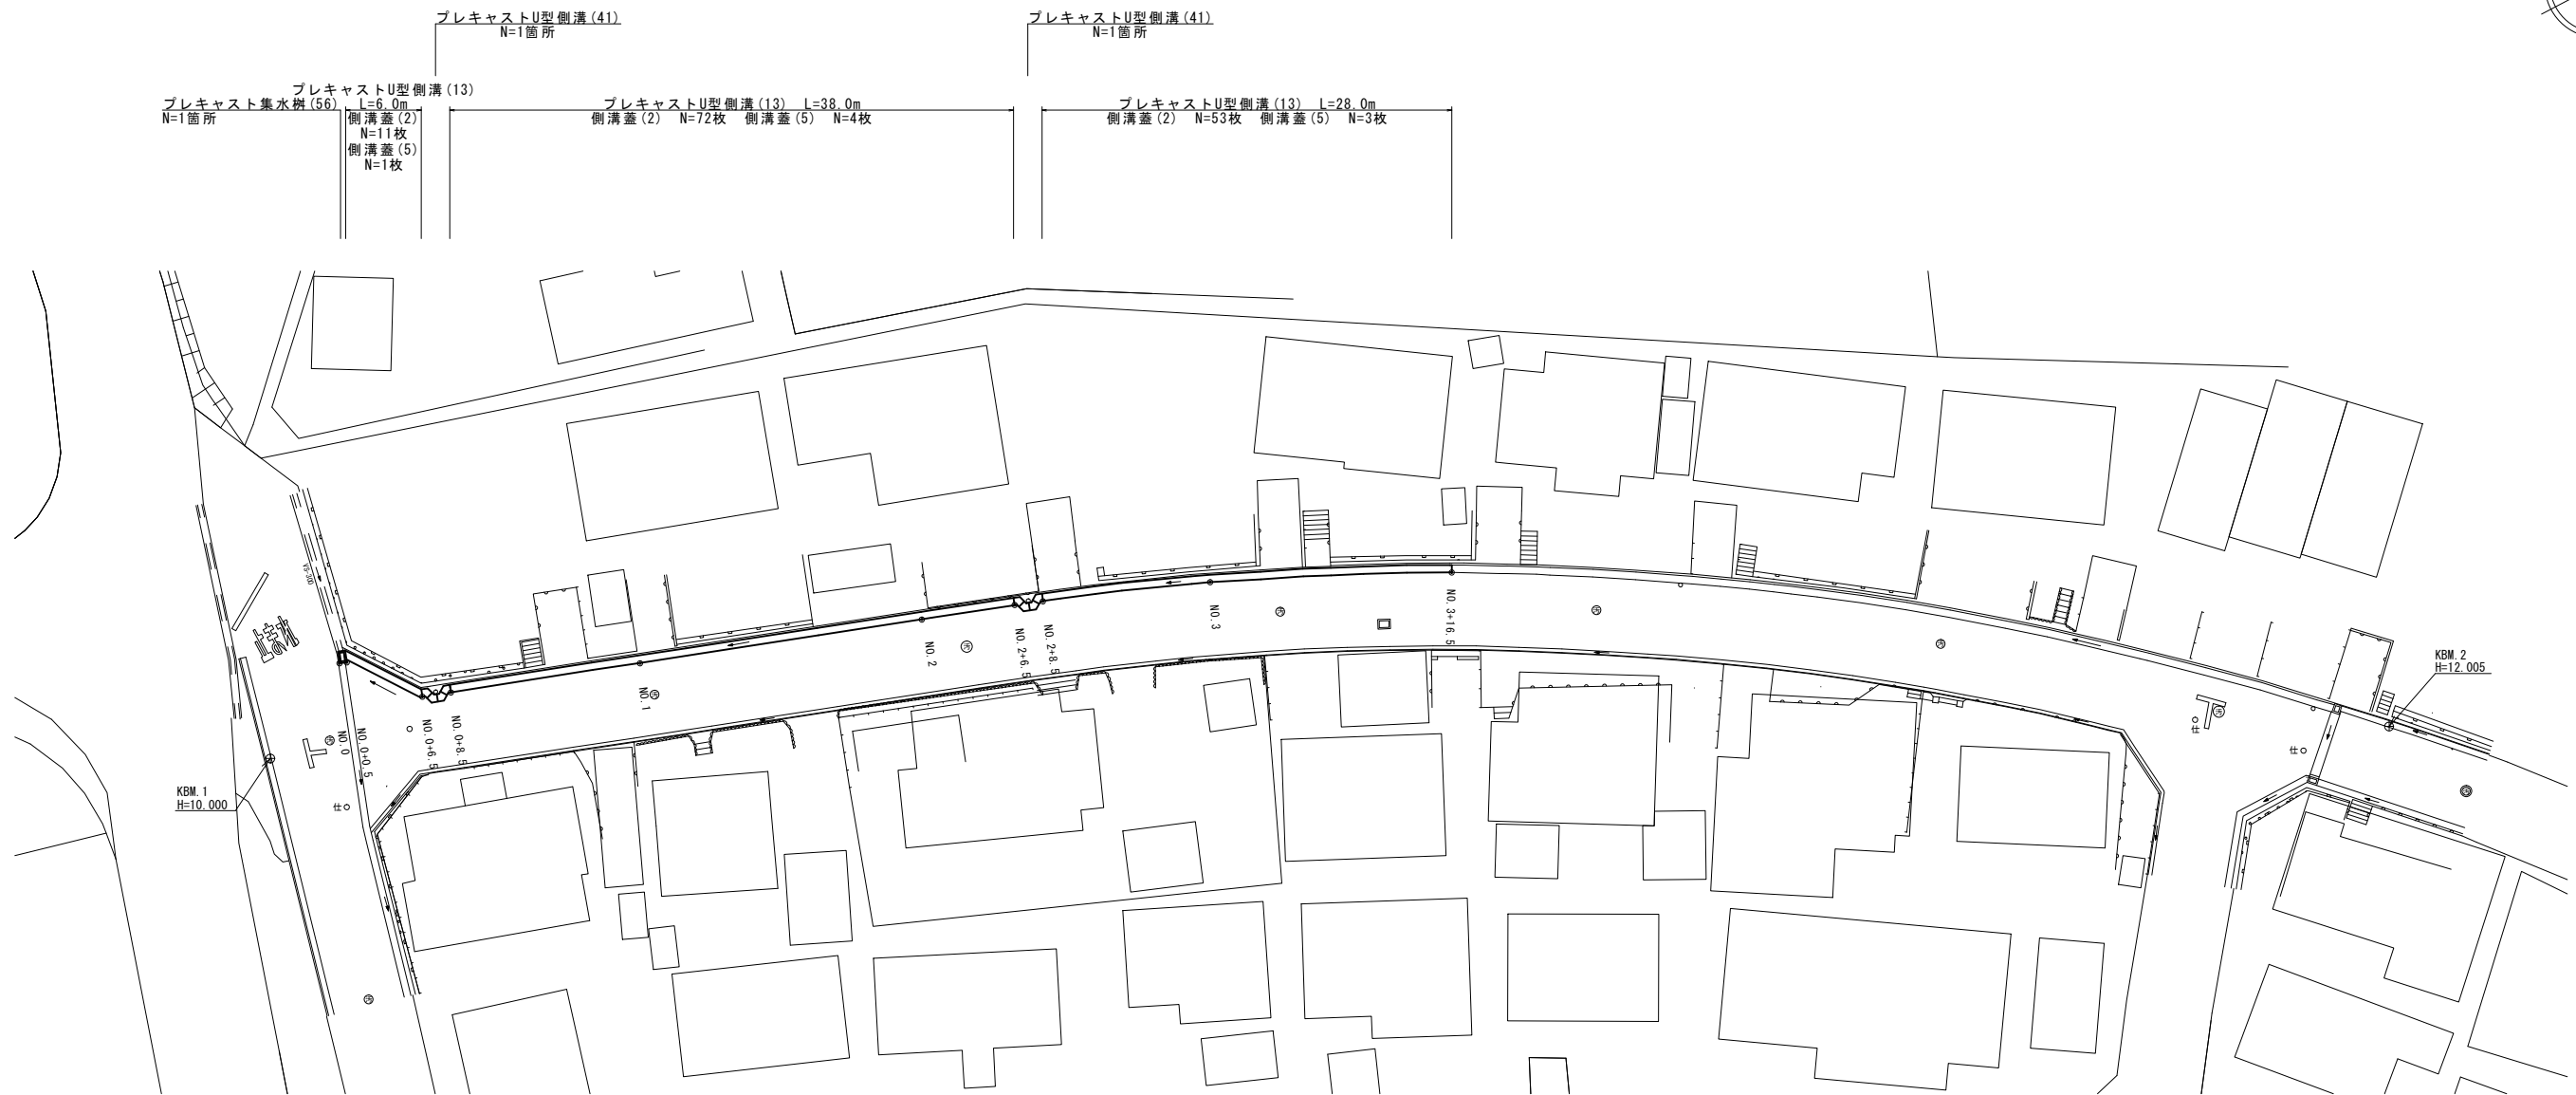 プレキャストU型側溝(41)
N=1箇所
プレキャストU型側溝(41)
N=1箇所
プレキャストU型側溝(13)
L=6.0m
側溝蓋(2)
N=11枚
側溝蓋(5)
N=1枚
プレキャスト集水桝(56)
N=1箇所
プレキャストU型側溝(13) L=38.0m
側溝蓋(2) N=72枚 側溝蓋(5) N=4枚
プレキャストU型側溝(13) L=28.0m
側溝蓋(2) N=53枚 側溝蓋(5) N=3枚
VS-300
止まれ
NO.0
NO.0+0.5
NO.0+6.5
NO.0+8.5
NO.1
NO.2
NO.2+6.5
NO.2+8.5
NO.3
NO.3+16.5
KBM.1
H=10.000
KBM.2
H=12.005
仕
仕
仕